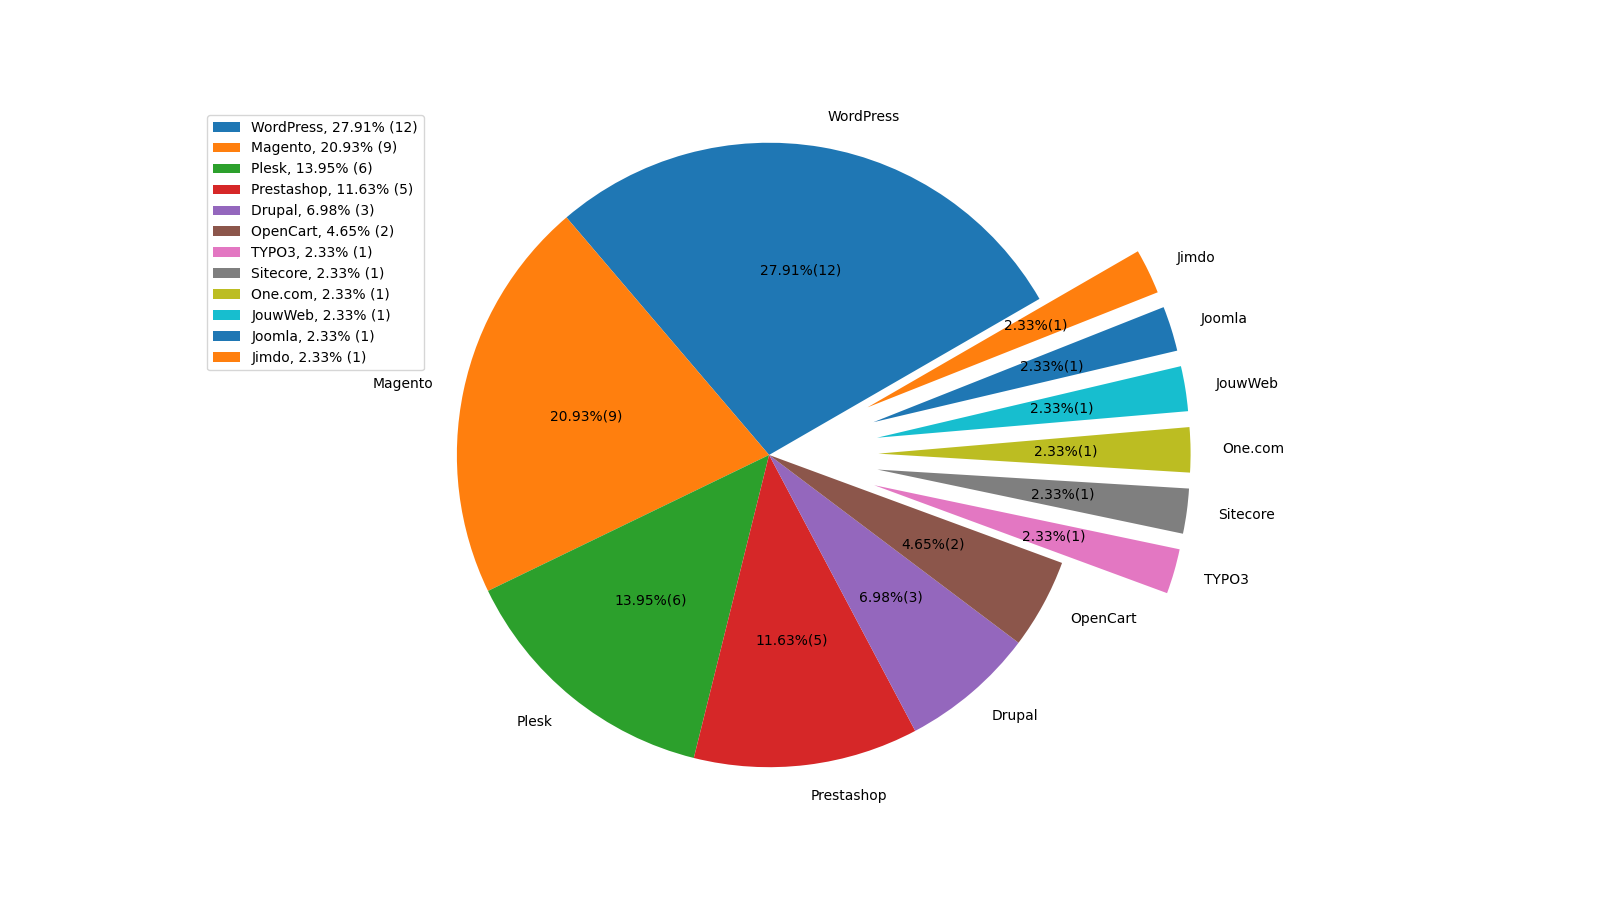 WordPress
WordPress, 27.91% (12)
Magento, 20.93% (9)
Plesk, 13.95% (6)
Prestashop, 11.63% (5)
Drupal, 6.98% (3)
OpenCart, 4.65% (2)
TYPO3, 2.33% (1)
Sitecore, 2.33% (1)
One.com, 2.33% (1)
JouwWeb, 2.33% (1)
Joomla, 2.33% (1)
Jimdo, 2.33% (1)
Jimdo
27.91%(12)
Joomla
2.33%(1)
2.33%(1)
Magento
JouwWeb
2.33%(1)
20.93%(9)
One.com
2.33%(1)
2.33%(1)
Sitecore
2.33%(1)
4.65%(2)
TYPO3
6.98%(3)
13.95%(6)
OpenCart
11.63%(5)
Drupal
Plesk
Prestashop